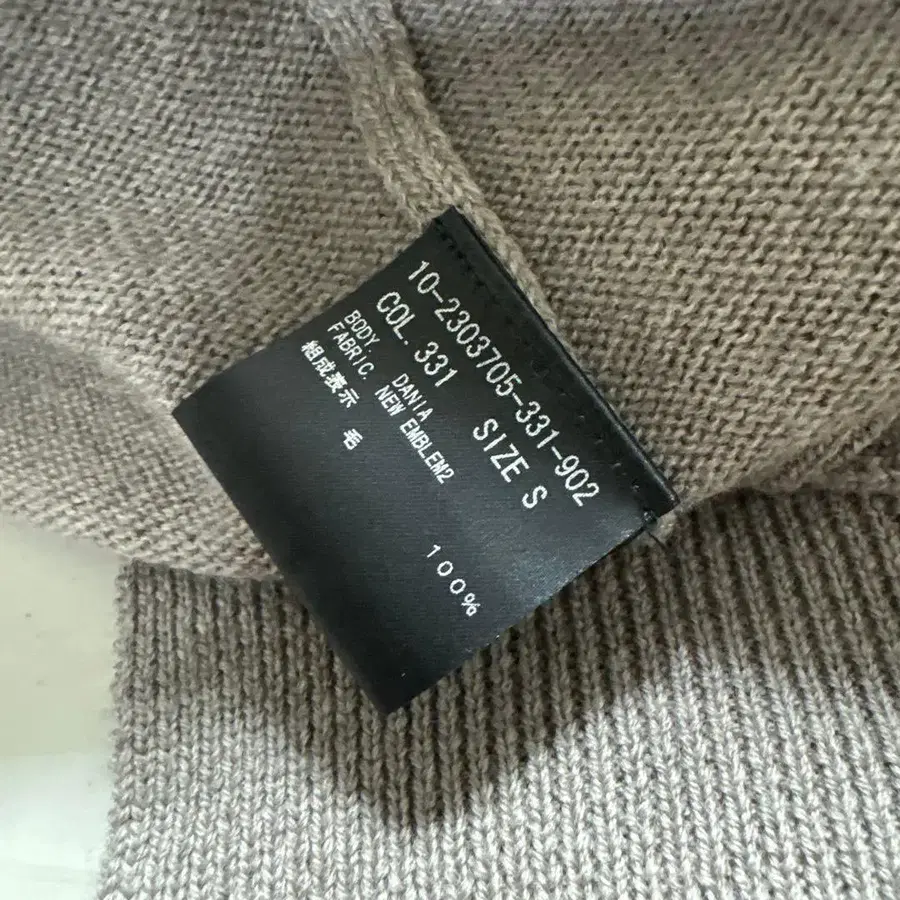 10-2303705-331-902
COL. 331 SIZE S
BODY. DANIA
FABRIC. NEW EMBLEM2
組成表示 毛 100%